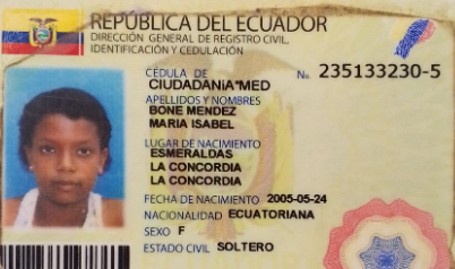 REPÚBLICA DEL ECUADOR
DIRECCIÓN GENERAL DE REGISTRO CIVIL,
IDENTIFICACIÓN Y CEDULACIÓN
CÉDULA DE No. 235133230-5
CIUDADANIA*MED
APELLIDOS Y NOMBRES
BONE MENDEZ
MARIA ISABEL
LUGAR DE NACIMIENTO
ESMERALDAS
LA CONCORDIA
LA CONCORDIA
FECHA DE NACIMIENTO 2005-05-24
NACIONALIDAD ECUATORIANA
SEXO F
ESTADO CIVIL SOLTERO